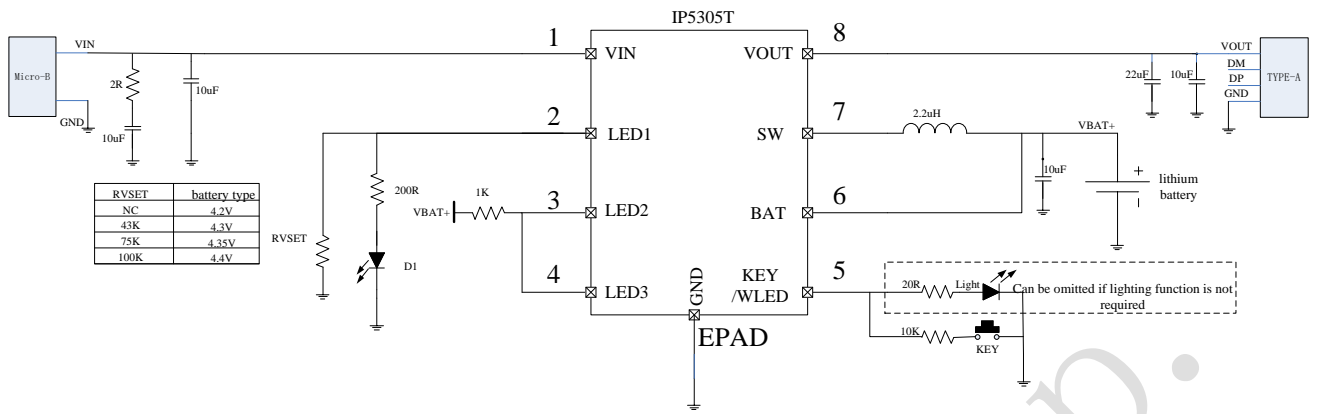 IP5305T
Micro-B
VIN
GND
2R
10uF
10uF
1
VIN
2
LED1
3
LED2
4
LED3
200R
D1
RVSET
VBAT+
1K
RVSET battery type
NC 4.2V
43K 4.3V
75K 4.35V
100K 4.4V
GND
EPAD
VOUT
8
SW
7
BAT
6
KEY
/WLED
5
2.2uH
VBAT+
10uF
+
lithium
battery
22uF
10uF
VOUT
DM
DP
GND
TYPE-A
20R
Light
Can be omitted if lighting function is not
required
10K
KEY
p.